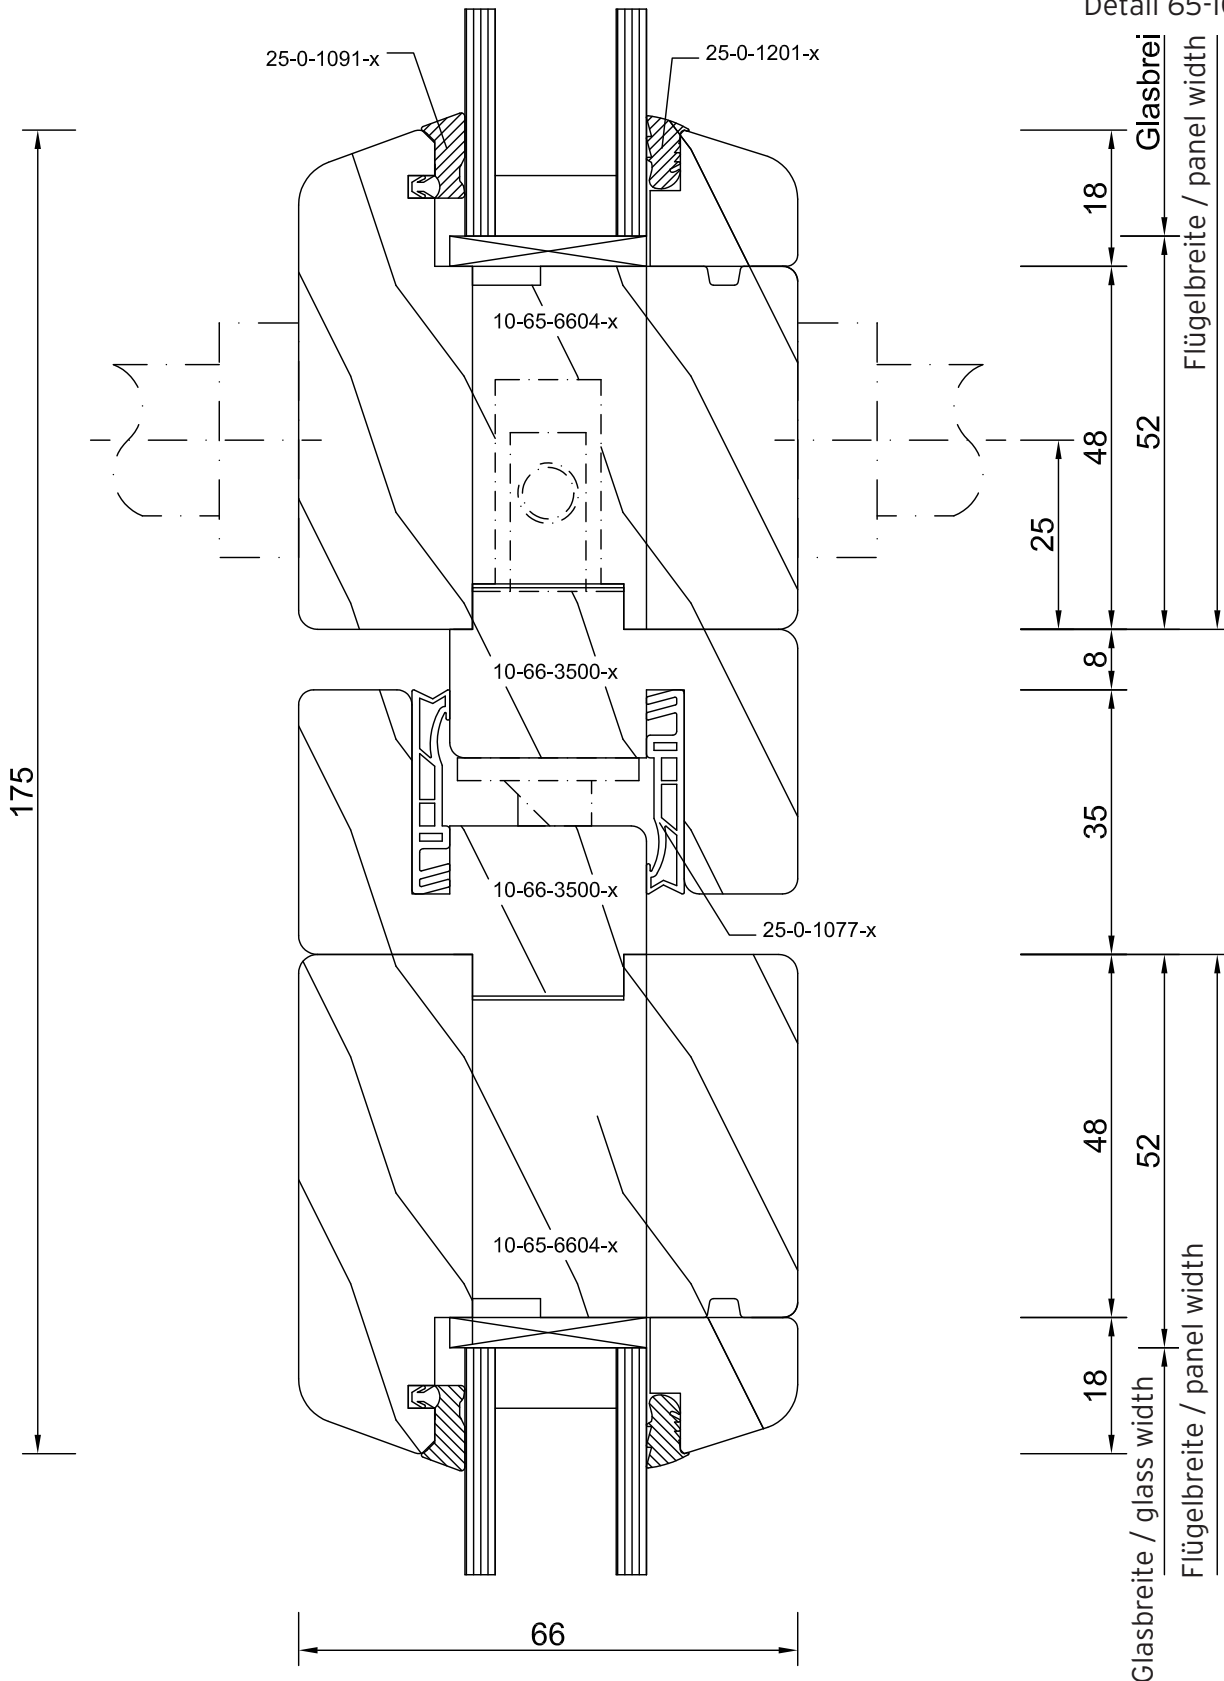 Detail 65-10
25-0-1091-x
25-0-1201-x
Glasbrei
Flügelbreite / panel width
18
10-65-6604-x
52
48
25
8
10-66-3500-x
175
35
10-66-3500-x
25-0-1077-x
48
52
10-65-6604-x
18
Glasbreite / glass width
Flügelbreite / panel width
66